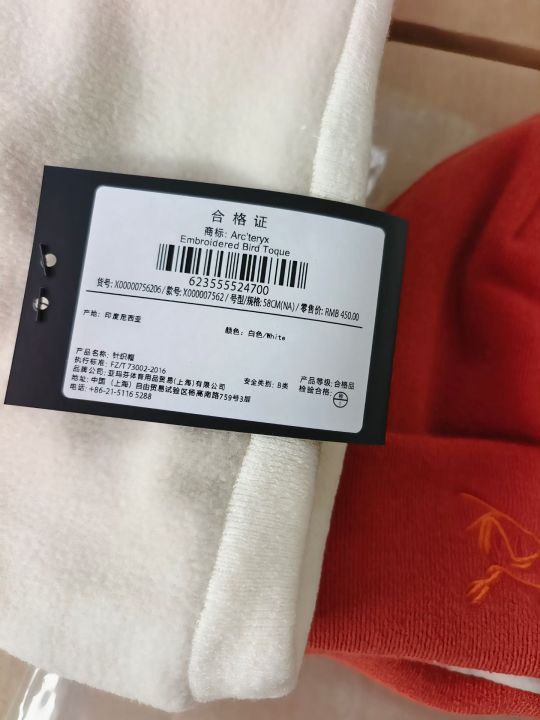 合格证
商标: Arc'teryx
Embroidered Bird Toque
623555524700
货号: X00000756206 / 款号: X000007562 / 号型/规格: 58CM(NA) / 零售价: RMB 450.00
产地: 印度尼西亚
颜色: 白色/White
产品名称: 针织帽
执行标准: FZ/T 73002-2016
品牌公司: 亚玛芬体育用品贸易(上海)有限公司
安全类别: B类
产品等级: 合格品
检验合格:
地址: 中国 (上海) 自由贸易试验区杨高南路759号3层
电话: +86-21-5116 5288